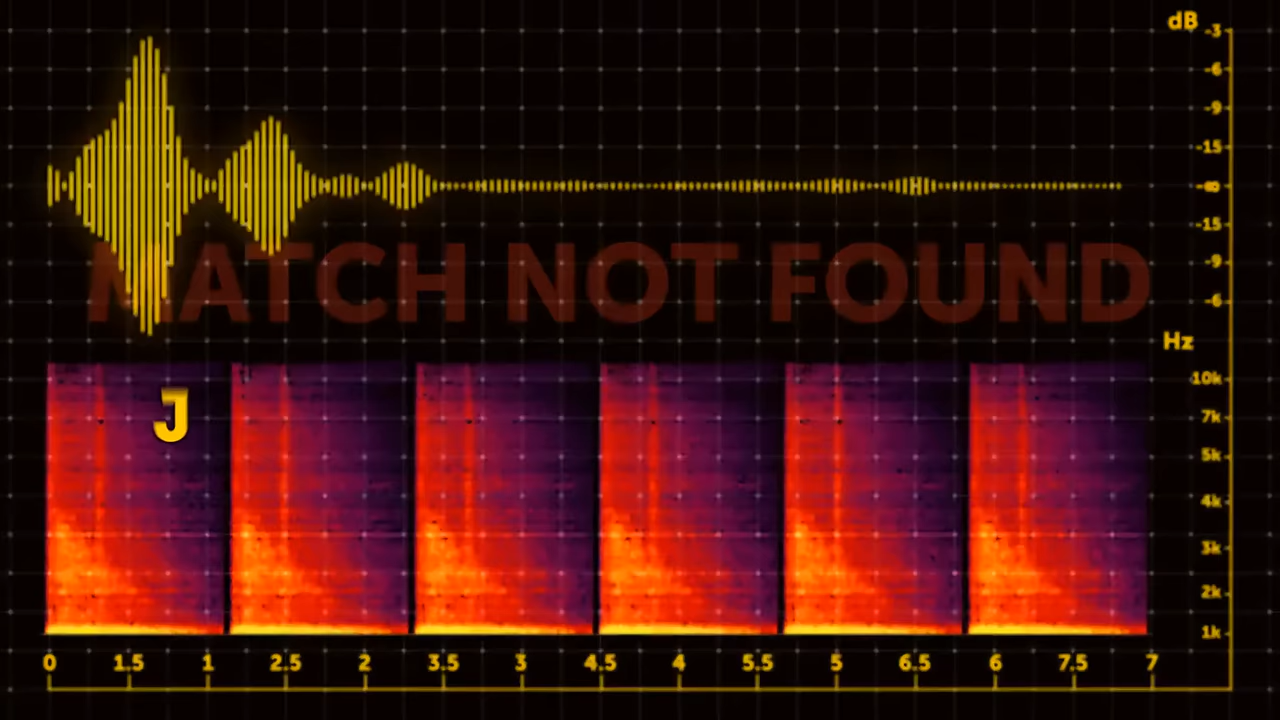 dB
-3
-6
-9
-15
-∞
-15
-9
-6
MATCH NOT FOUND
Hz
10k
7k
5k
4k
3k
2k
1k
J
0 1.5 1 2.5 2 3.5 3 4.5 4 5.5 5 6.5 6 7.5 7